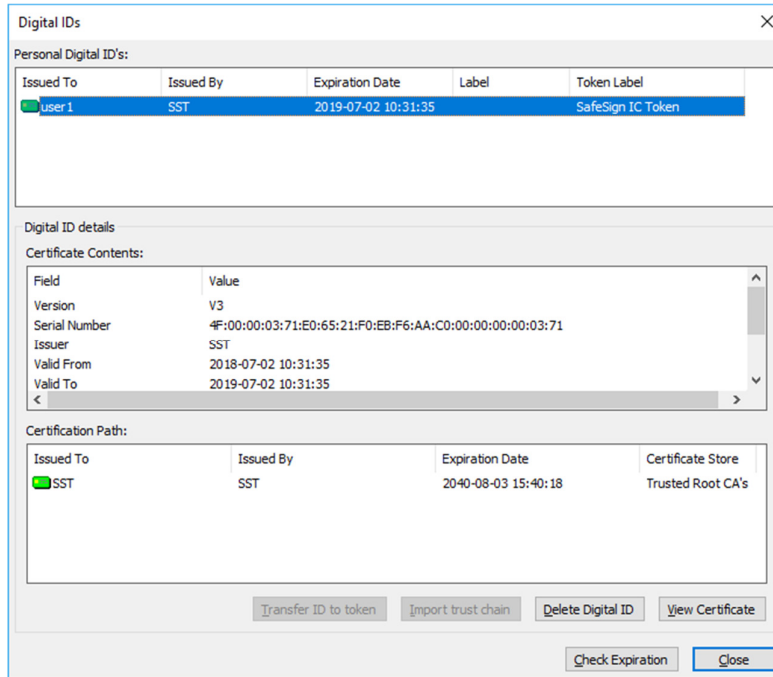 Digital IDs
Personal Digital ID's:
Issued To Issued By Expiration Date Label Token Label
user1 SST 2019-07-02 10:31:35 SafeSign IC Token
Digital ID details
Certificate Contents:
Field Value
Version V3
Serial Number 4F:00:00:03:71:E0:65:21:F0:EB:F6:AA:C0:00:00:00:00:03:71
Issuer SST
Valid From 2018-07-02 10:31:35
Valid To 2019-07-02 10:31:35
Certification Path:
Issued To Issued By Expiration Date Certificate Store
SST SST 2040-08-03 15:40:18 Trusted Root CA's
Transfer ID to token Import trust chain Delete Digital ID View Certificate
Check Expiration Close